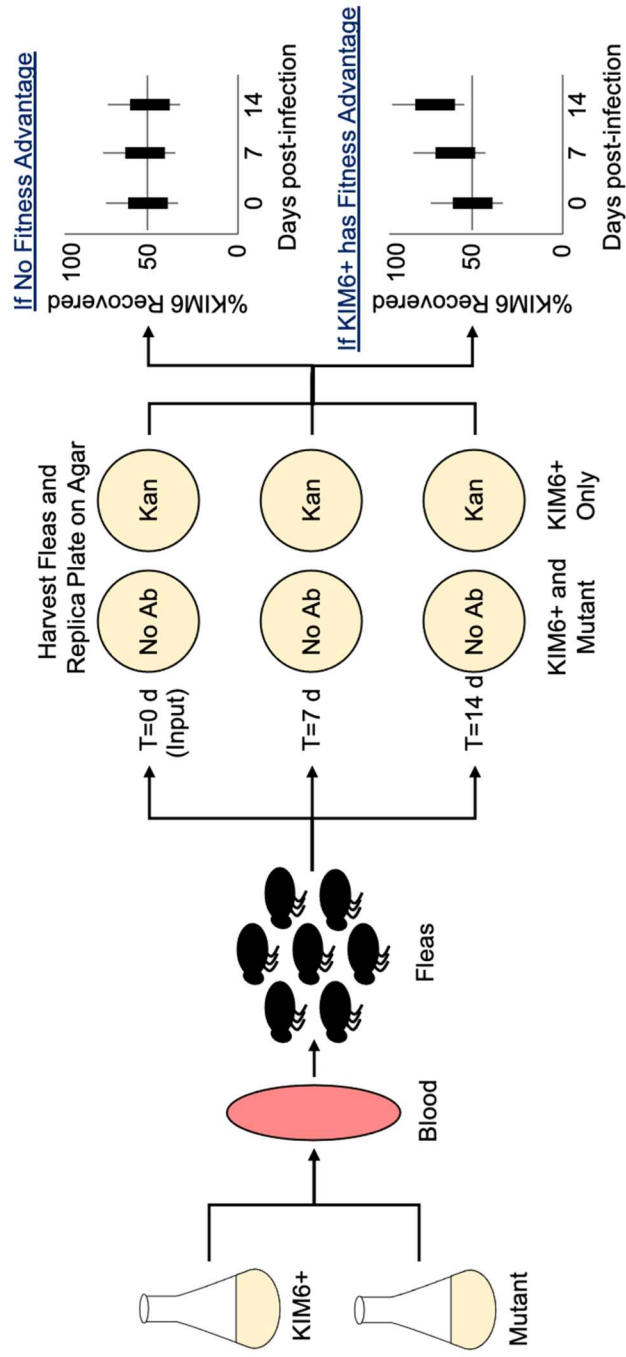 KIM6+
Mutant
Blood
Fleas
T=0 d
(Input)
T=7 d
T=14 d
Harvest Fleas and
Replica Plate on Agar
No Ab
Kan
No Ab
Kan
No Ab
Kan
KIM6+ and
Mutant
KIM6+
Only
If No Fitness Advantage
%KIM6 Recovered
100
50
0
0
7
14
Days post-infection
If KIM6+ has Fitness Advantage
%KIM6 Recovered
100
50
0
0
7
14
Days post-infection